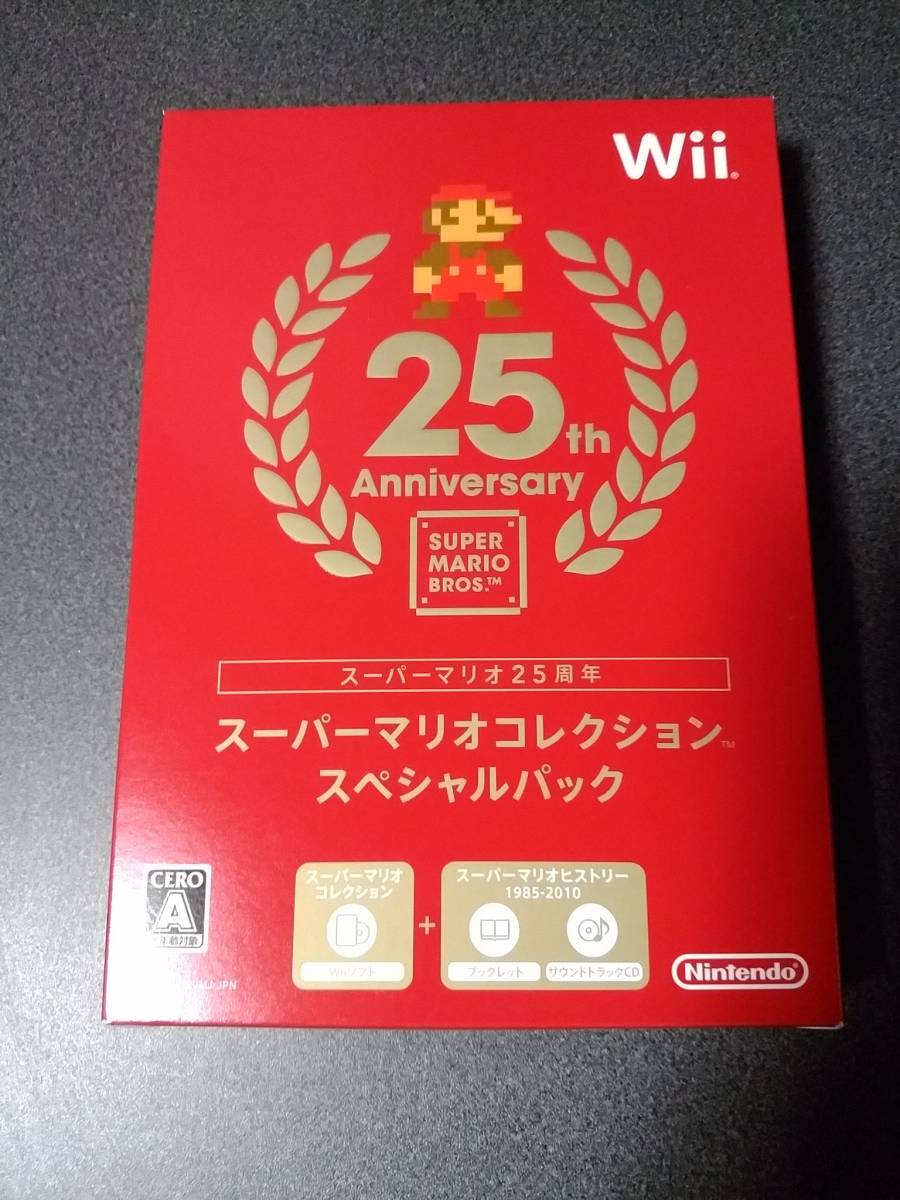 Wii®
25th
Anniversary
SUPER
MARIO
BROS.™
スーパーマリオ25周年
スーパーマリオコレクション™
スペシャルパック
CERO
A
スーパーマリオ
コレクション
Wiiソフト
+
スーパーマリオヒストリー
1985-2010
ブックレット
サウンドトラックCD
Nintendo®